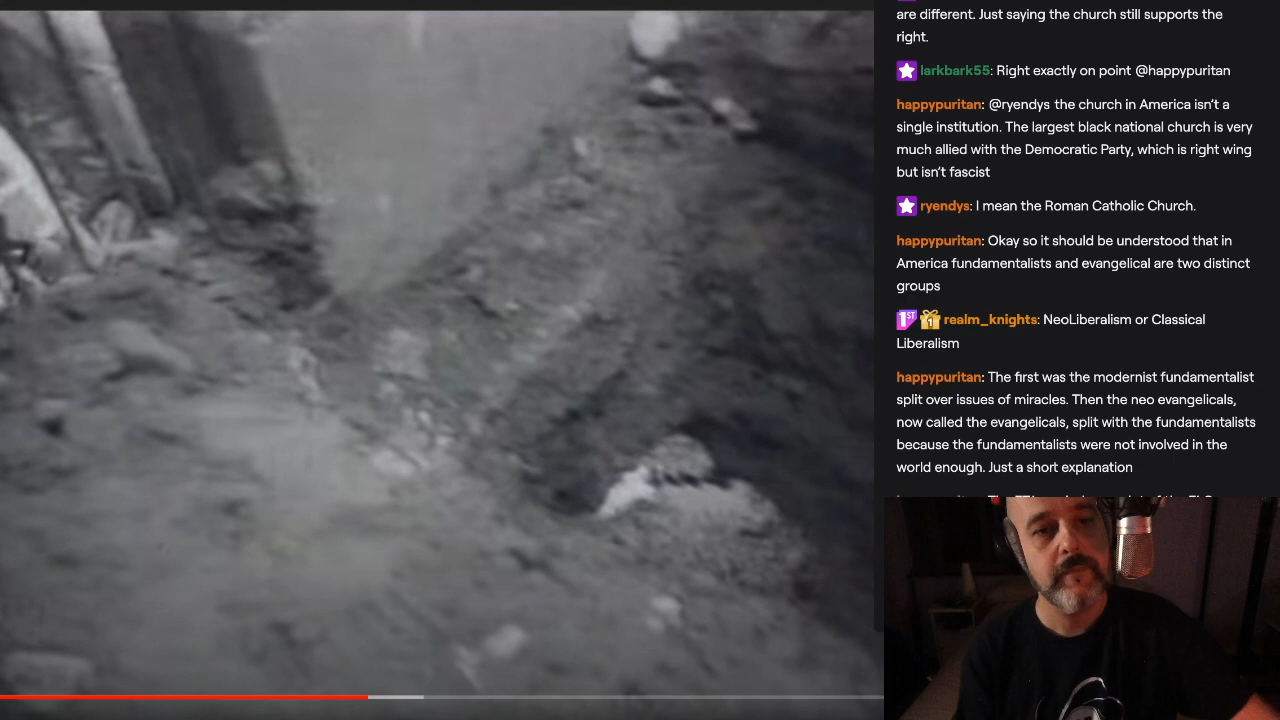 are different. Just saying the church still supports the
right.
larkbark55: Right exactly on point @happypuritan
happypuritan: @ryendys the church in America isn't a
single institution. The largest black national church is very
much allied with the Democratic Party, which is right wing
but isn't fascist
ryendys: I mean the Roman Catholic Church.
happypuritan: Okay so it should be understood that in
America fundamentalists and evangelical are two distinct
groups
1ST 1 realm_knights: NeoLiberalism or Classical
Liberalism
happypuritan: The first was the modernist fundamentalist
split over issues of miracles. Then the neo evangelicals,
now called the evangelicals, split with the fundamentalists
because the fundamentalists were not involved in the
world enough. Just a short explanation